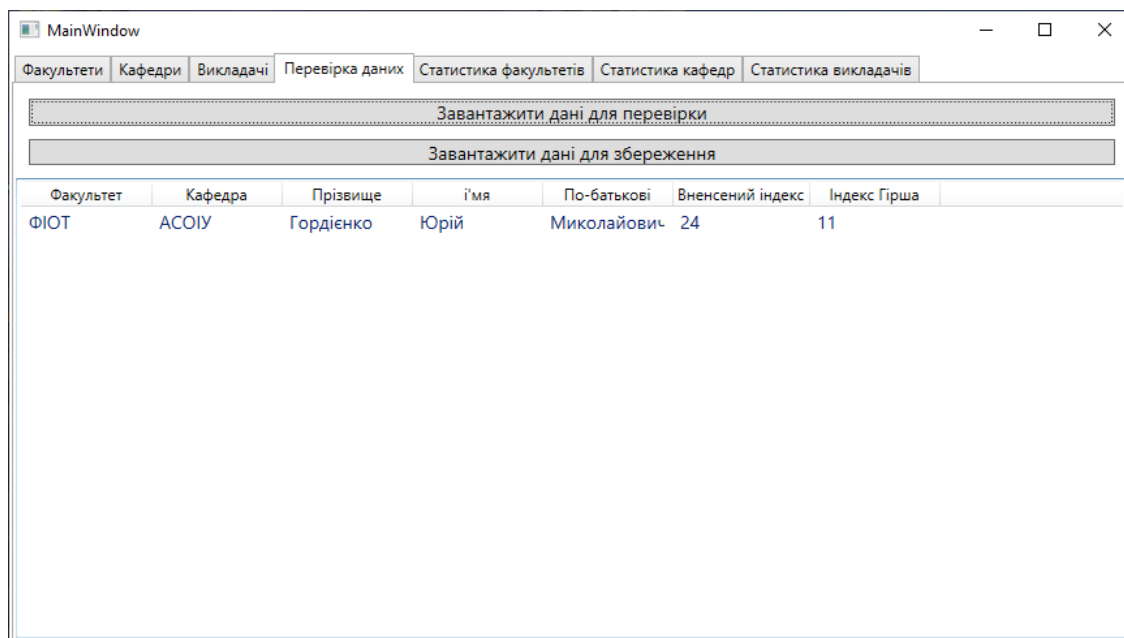 MainWindow
Факультети Кафедри Викладачі Перевірка даних Статистика факультетів Статистика кафедр Статистика викладачів
Завантажити дані для перевірки
Завантажити дані для збереження
Факультет Кафедра Прізвище і'мя По-батькові Вненсений індекс Індекс Гірша
ФІОТ АСОІУ Гордієнко Юрій Миколайович 24 11